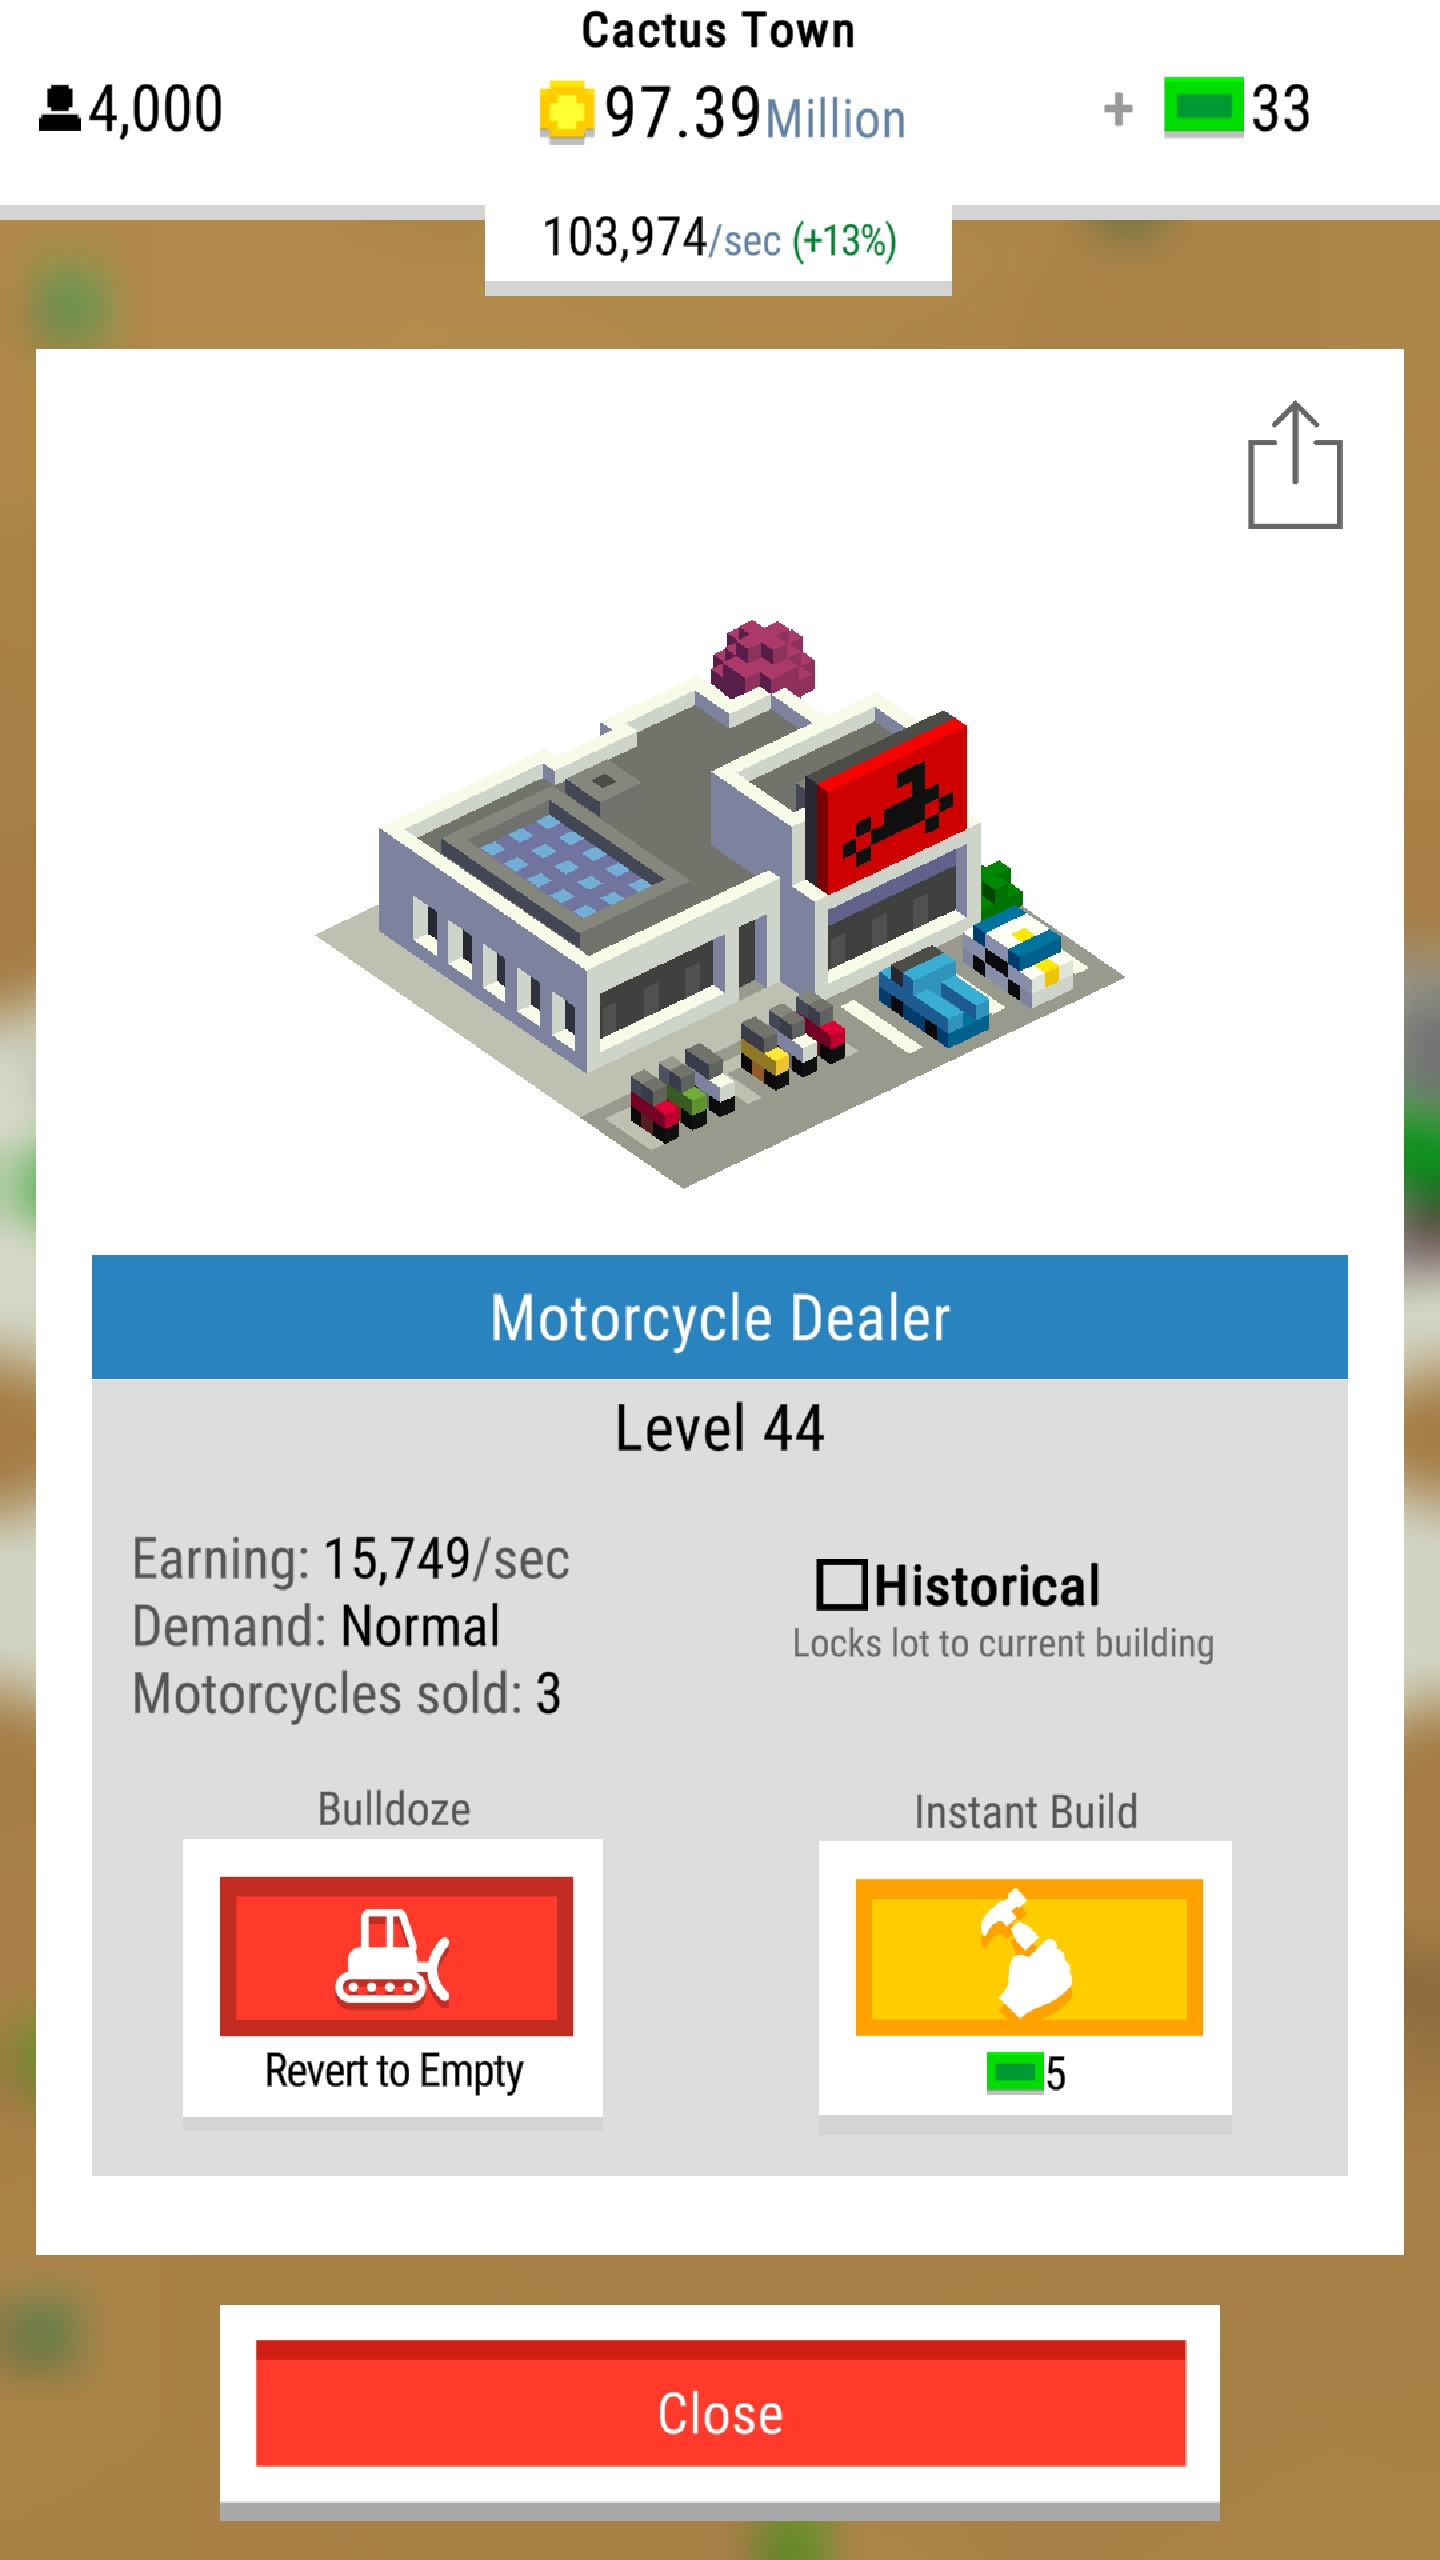 Cactus Town
4,000
97.39Million
+ 33
103,974/sec (+13%)
Motorcycle Dealer
Level 44
Earning: 15,749/sec
Demand: Normal
Motorcycles sold: 3
Historical
Locks lot to current building
Bulldoze
Revert to Empty
Instant Build
5
Close